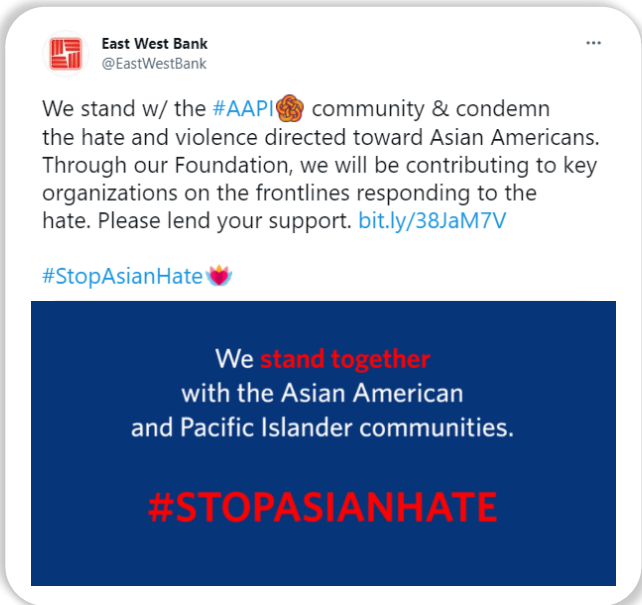 East West Bank
@EastWestBank
...
We stand w/ the #AAPI community & condemn
the hate and violence directed toward Asian Americans.
Through our Foundation, we will be contributing to key
organizations on the frontlines responding to the
hate. Please lend your support. bit.ly/38JaM7V
#StopAsianHate
We stand together
with the Asian American
and Pacific Islander communities.
#STOPASIANHATE